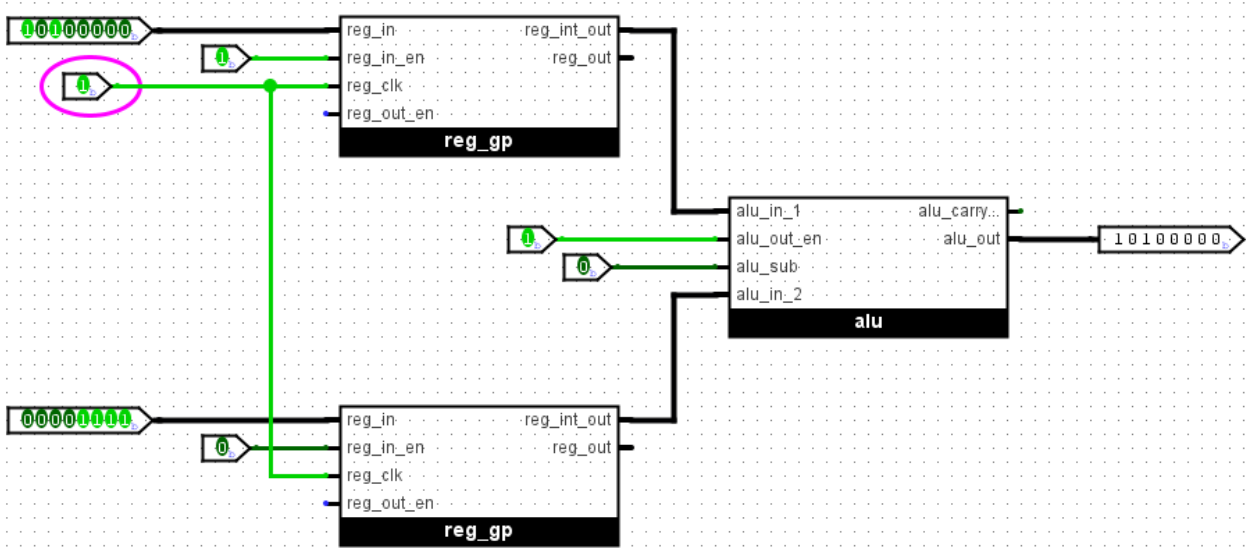 10100000
reg_in reg_int_out
1 reg_in_en reg_out
1 reg_clk
reg_out_en
reg_gp
alu_in_1 alu_carry...
1 alu_out_en alu_out 10100000
0 alu_sub
alu_in_2
alu
00001111 reg_in reg_int_out
0 reg_in_en reg_out
reg_clk
reg_out_en
reg_gp